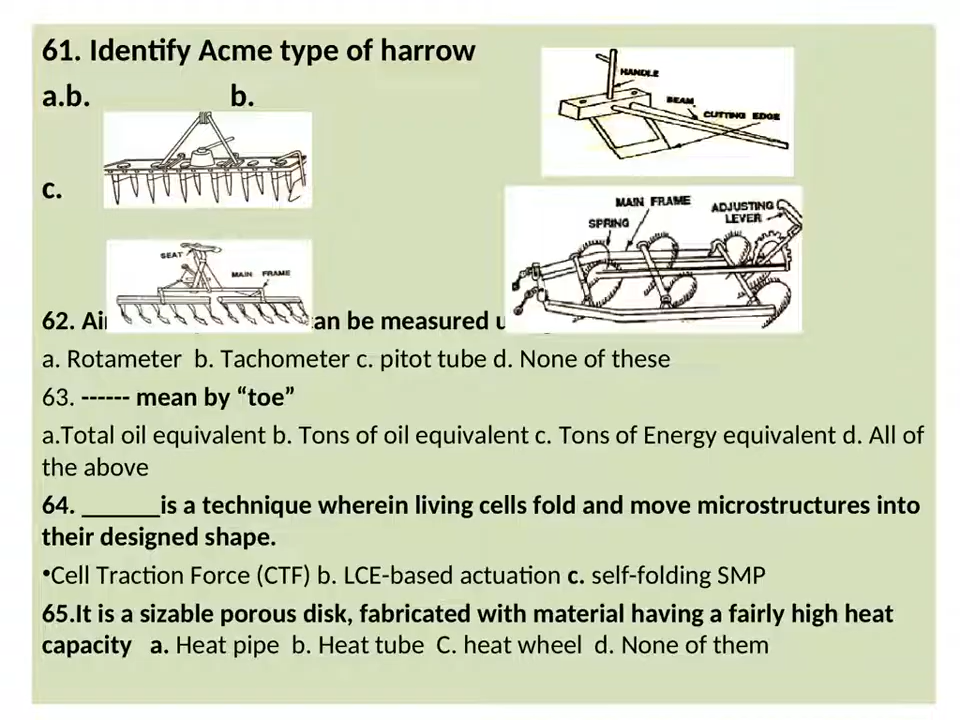 61. Identify Acme type of harrow
a.b. b.
HANDLE
BEAM
CUTTING EDGE
c.
MAIN FRAME
ADJUSTING LEVER
SPRING
SEAT
MAIN FRAME
62. Ai can be measured u
a. Rotameter b. Tachometer c. pitot tube d. None of these
63. ------ mean by “toe”
a.Total oil equivalent b. Tons of oil equivalent c. Tons of Energy equivalent d. All of
the above
64. ______is a technique wherein living cells fold and move microstructures into
their designed shape.
•Cell Traction Force (CTF) b. LCE-based actuation c. self-folding SMP
65.It is a sizable porous disk, fabricated with material having a fairly high heat
capacity a. Heat pipe b. Heat tube C. heat wheel d. None of them